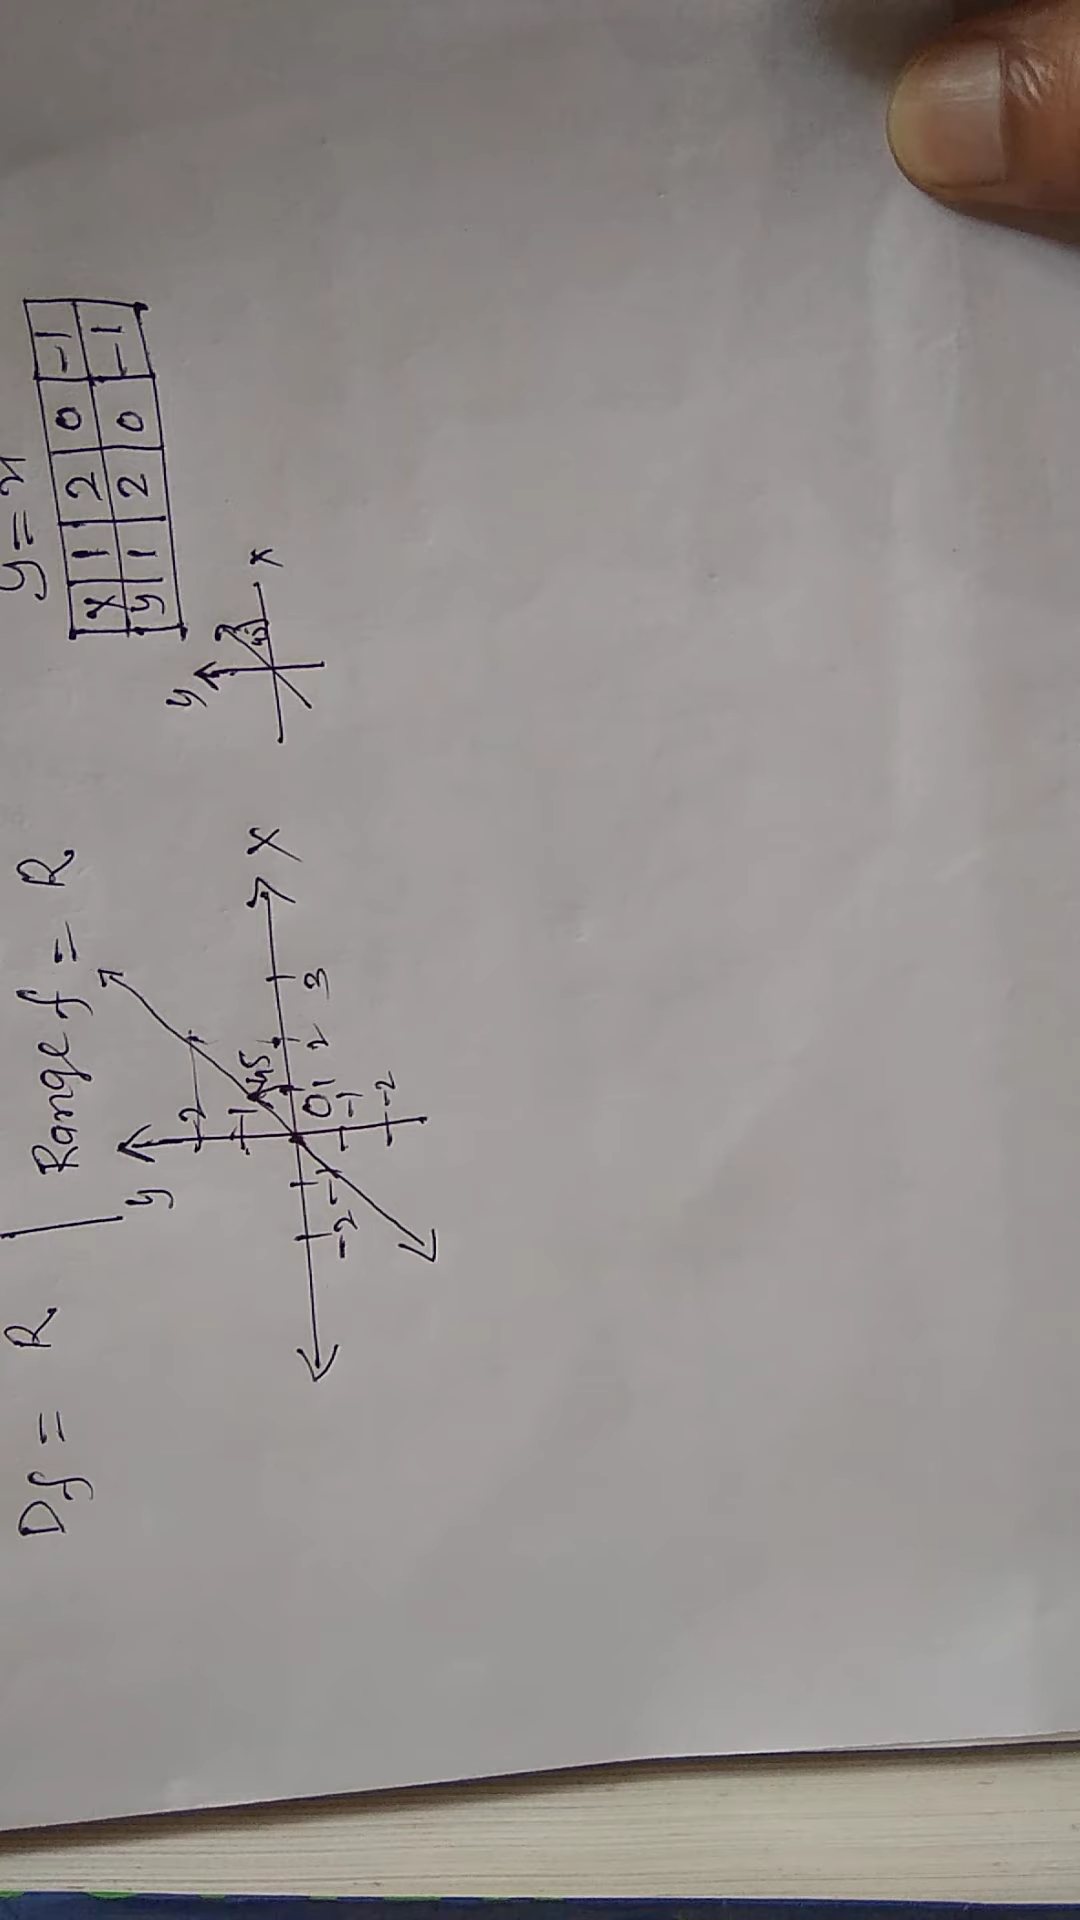 Df = R | Range f = R
y = x
x 1 2 0 -1
y 1 2 0 -1
y
2
1
45
-2 -1 0 1 2 3
X
-1
-2
y
45
x